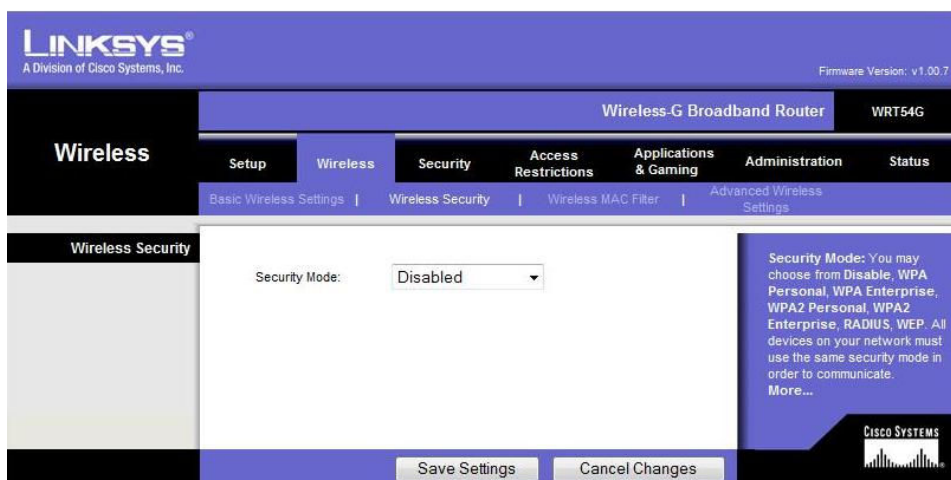 LINKSYS®
A Division of Cisco Systems, Inc.
Firmware Version: v1.00.7
Wireless-G Broadband Router
WRT54G
Wireless
Setup
Wireless
Security
Access
Restrictions
Applications
& Gaming
Administration
Status
Basic Wireless Settings |
Wireless Security |
Wireless MAC Filter |
Advanced Wireless
Settings
Wireless Security
Security Mode:
Disabled
Security Mode: You may
choose from Disable, WPA
Personal, WPA Enterprise,
WPA2 Personal, WPA2
Enterprise, RADIUS, WEP. All
devices on your network must
use the same security mode in
order to communicate.
More...
Save Settings
Cancel Changes
CISCO SYSTEMS